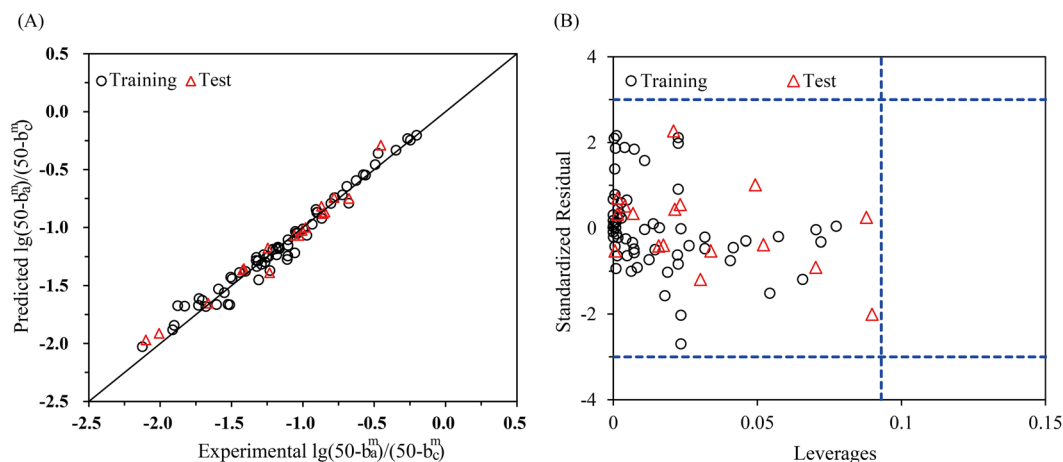 (A)
0.5
0.0
-0.5
-1.0
-1.5
-2.0
-2.5
-2.5
-2.0
-1.5
-1.0
-0.5
0.0
0.5
Training
Test
Predicted lg(50-b_a^m)/(50-b_c^m)
Experimental lg(50-b_a^m)/(50-b_c^m)
(B)
4
2
0
-2
-4
0
0.05
0.1
0.15
Training
Test
Standardized Residual
Leverages